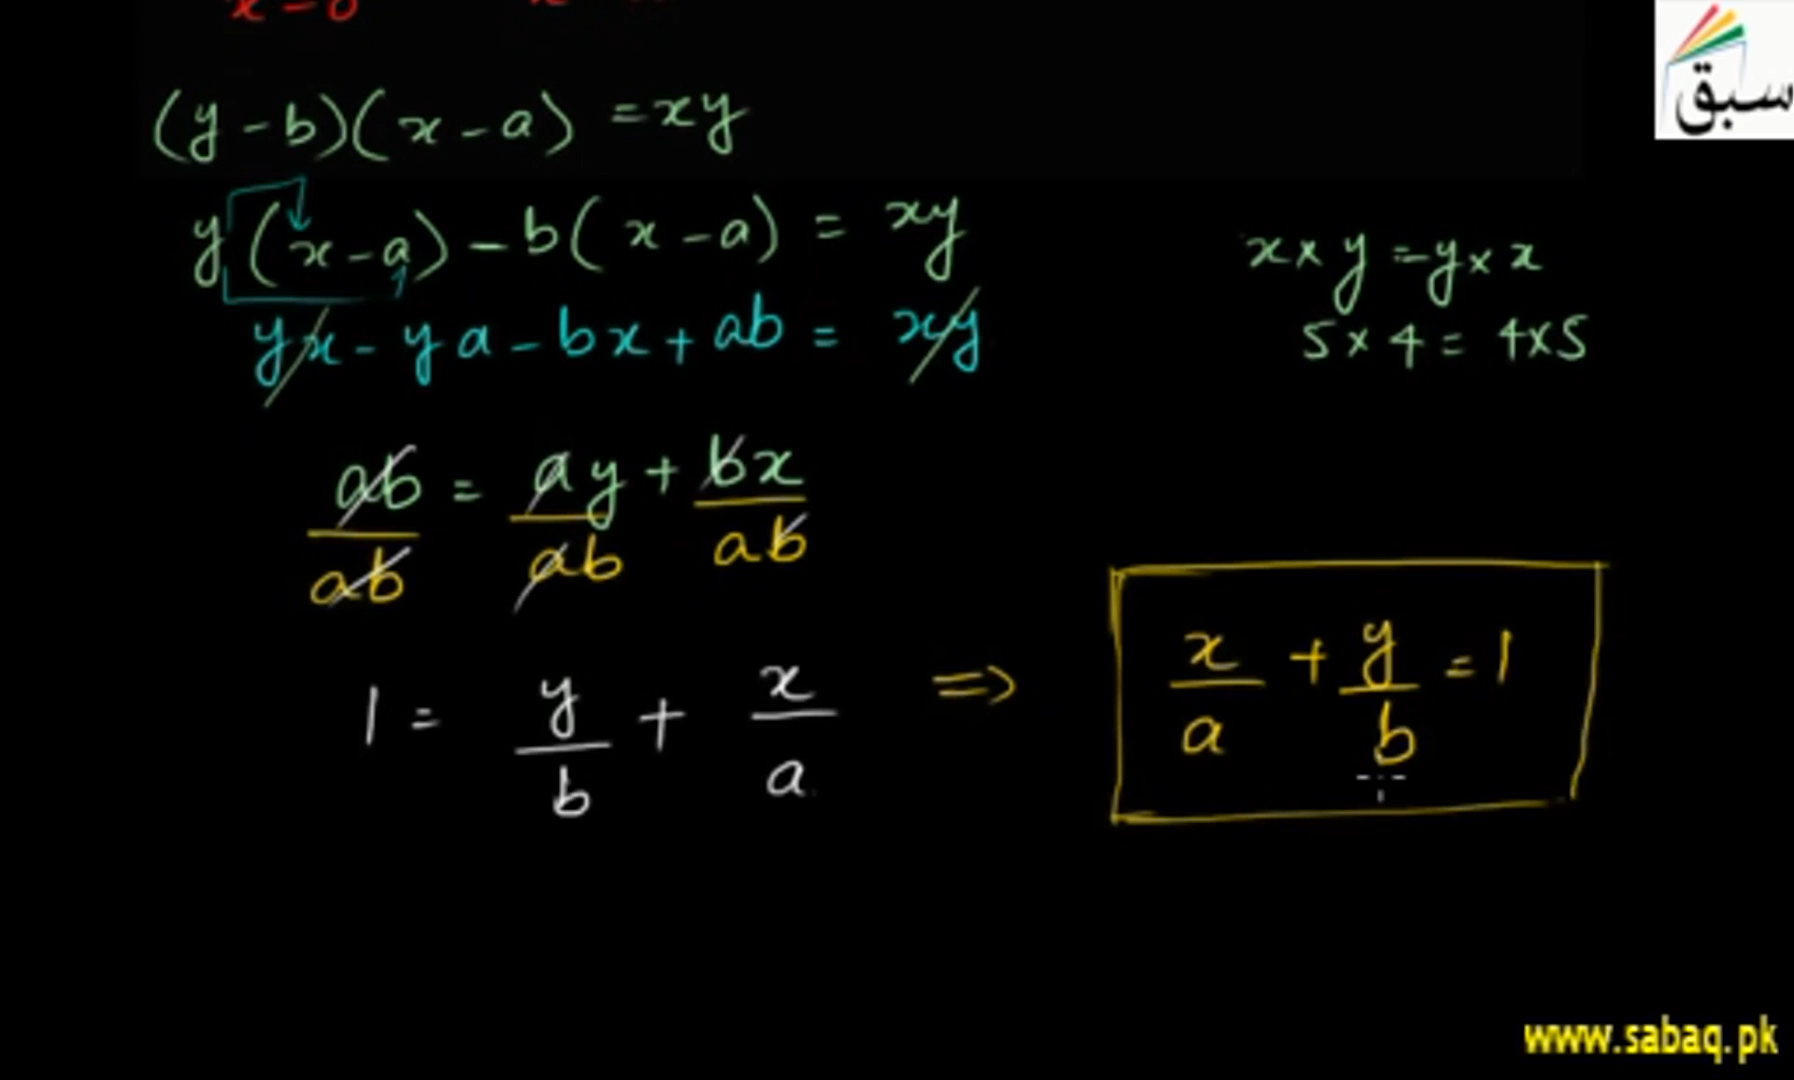 سبق
(y - b)(x - a) = xy
y(x - a) - b(x - a) = xy
x × y = y × x
yx - ya - bx + ab = xy
5 × 4 = 4 × 5
ab/ab = ay/ab + bx/ab
1 = y/b + x/a ⇒ x/a + y/b = 1
www.sabaq.pk